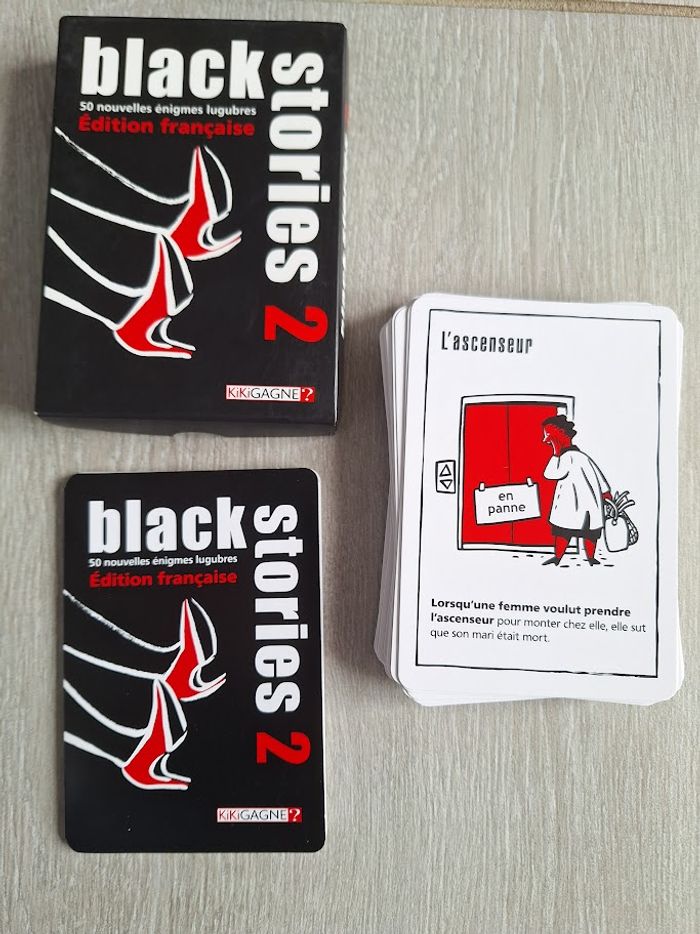 black
stories 2
50 nouvelles énigmes lugubres
Édition française
KiKiGAGNE?
L'ascenseur
en
panne
Lorsqu'une femme voulut prendre
l'ascenseur pour monter chez elle, elle sut
que son mari était mort.
black
stories 2
50 nouvelles énigmes lugubres
Édition française
KiKiGAGNE?